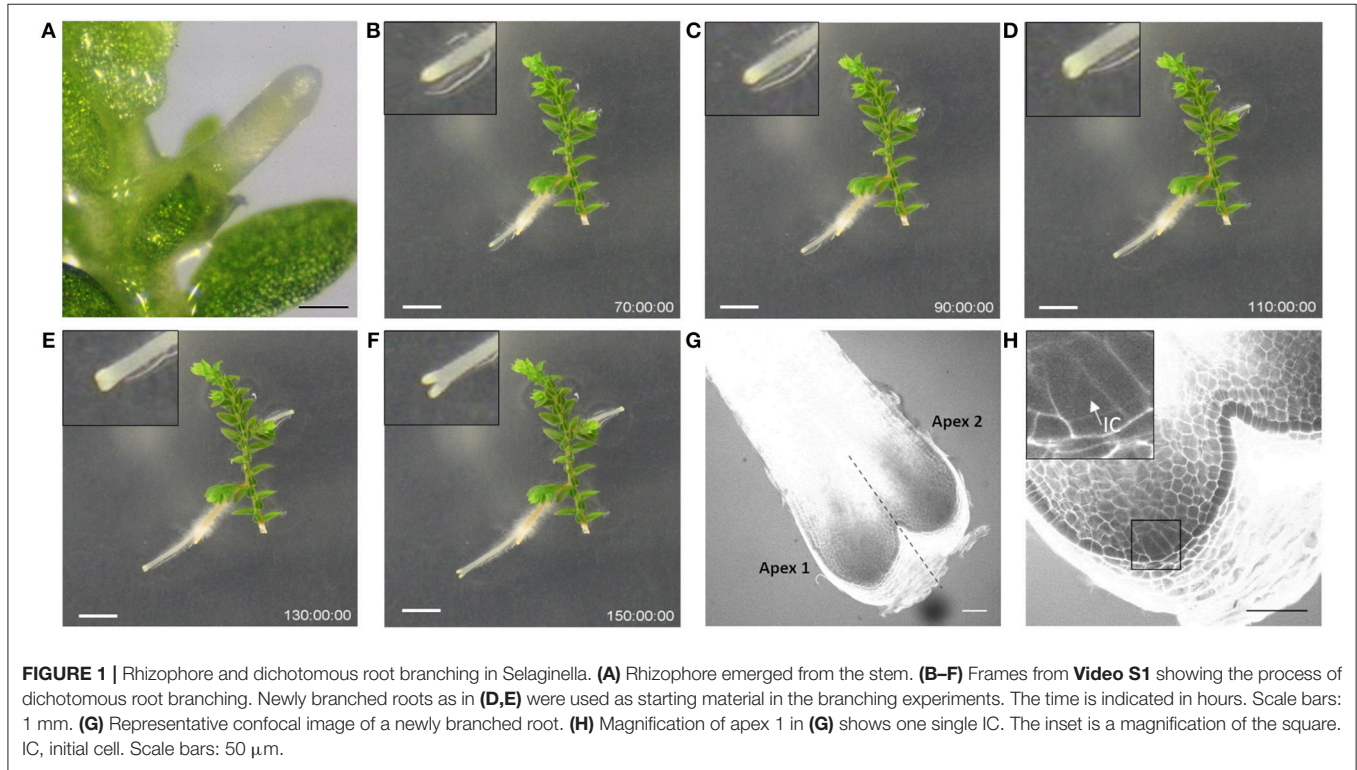 A
B
C
D
70:00:00
90:00:00
110:00:00
E
F
G
H
130:00:00
150:00:00
Apex 2
Apex 1
IC
FIGURE 1 | Rhizophore and dichotomous root branching in Selaginella. (A) Rhizophore emerged from the stem. (B–F) Frames from Video S1 showing the process of
dichotomous root branching. Newly branched roots as in (D,E) were used as starting material in the branching experiments. The time is indicated in hours. Scale bars:
1 mm. (G) Representative confocal image of a newly branched root. (H) Magnification of apex 1 in (G) shows one single IC. The inset is a magnification of the square.
IC, initial cell. Scale bars: 50 μm.